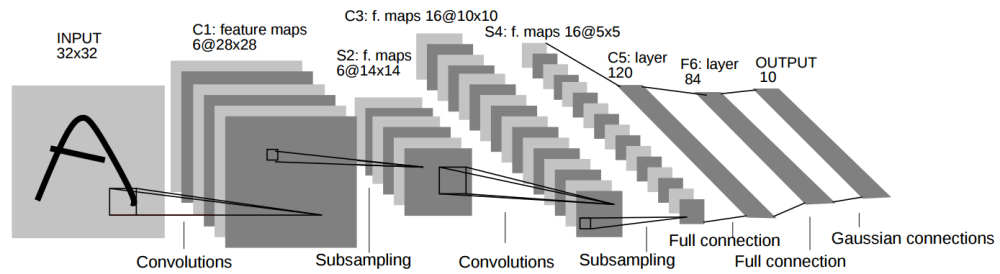 INPUT
32x32
C1: feature maps
6@28x28
S2: f. maps
6@14x14
C3: f. maps 16@10x10
S4: f. maps 16@5x5
C5: layer
120
F6: layer
84
OUTPUT
10
Convolutions
Subsampling
Convolutions
Subsampling
Full connection
Full connection
Gaussian connections